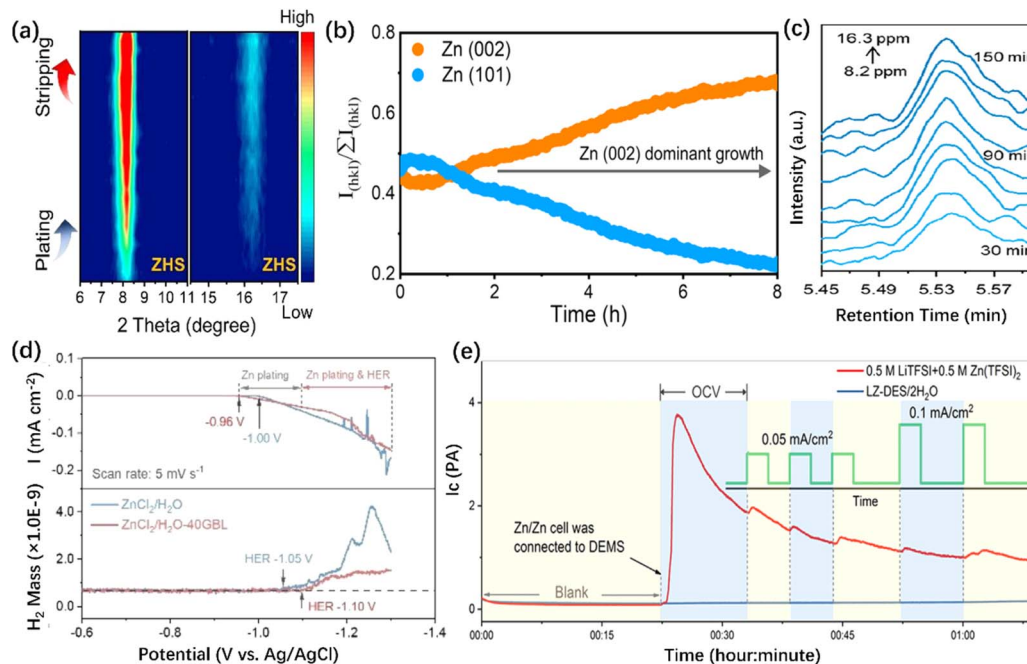 (a)
Stripping
Plating
ZHS
ZHS
High
Low
6 7 8 9 10 11 15 16 17
2 Theta (degree)
(b)
Zn (002)
Zn (101)
I(hkl)/ΣI(hkl)
0.8
0.6
0.4
0.2
Zn (002) dominant growth
0 2 4 6 8
Time (h)
(c)
16.3 ppm
8.2 ppm
150 min
90 min
30 min
Intensity (a.u.)
5.45 5.49 5.53 5.57
Retention Time (min)
(d)
0.1
0.0
-0.1
-0.2
I (mA cm⁻²)
Zn plating
Zn plating & HER
-0.96 V
-1.00 V
Scan rate: 5 mV s⁻¹
ZnCl₂/H₂O
ZnCl₂/H₂O-40GBL
H₂ Mass (×1.0E-9)
4.0
2.0
0.0
HER -1.05 V
HER -1.10 V
-0.6 -0.8 -1.0 -1.2 -1.4
Potential (V vs. Ag/AgCl)
(e)
0.5 M LiTFSI+0.5 M Zn(TFSI)₂
LZ-DES/2H₂O
OCV
0.1 mA/cm²
0.05 mA/cm²
Time
Zn/Zn cell was
connected to DEMS
Blank
Ic (PA)
4
2
0
00:00 00:15 00:30 00:45 01:00
Time (hour:minute)